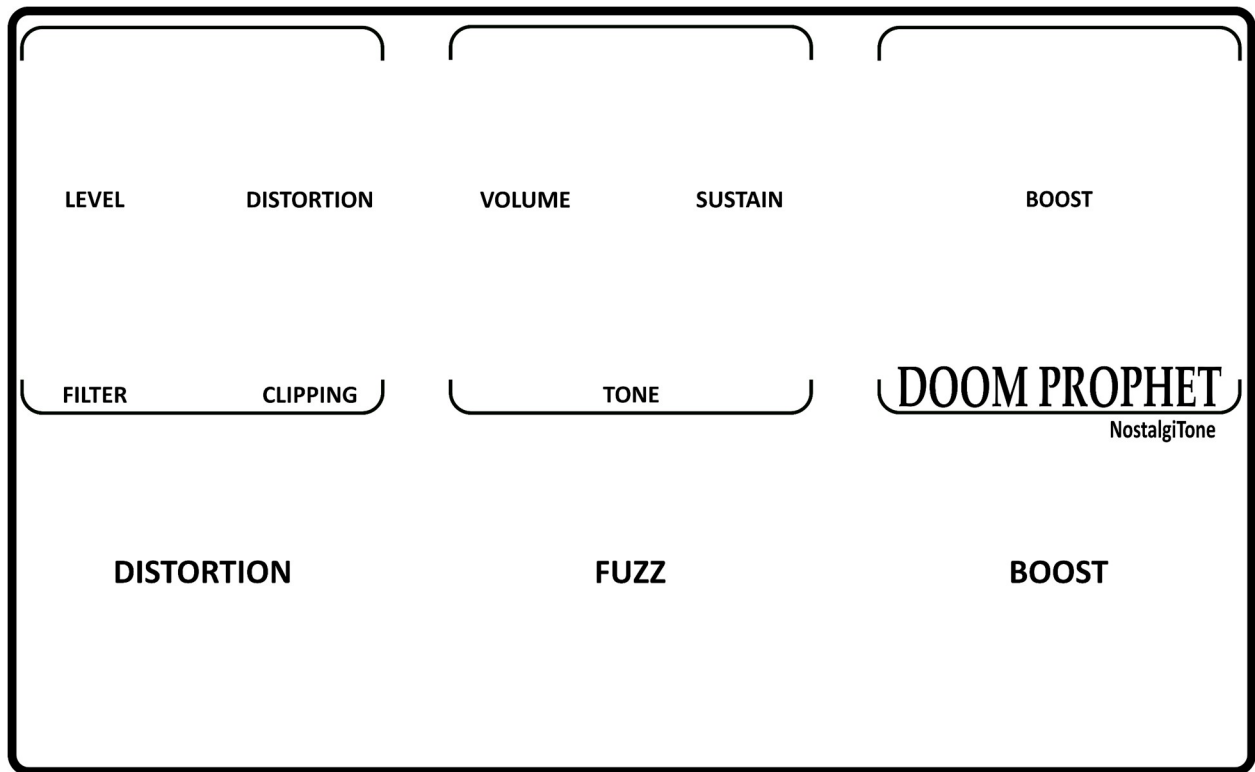 LEVEL DISTORTION VOLUME SUSTAIN BOOST
FILTER CLIPPING TONE DOOM PROPHET
NostalgiTone
DISTORTION FUZZ BOOST